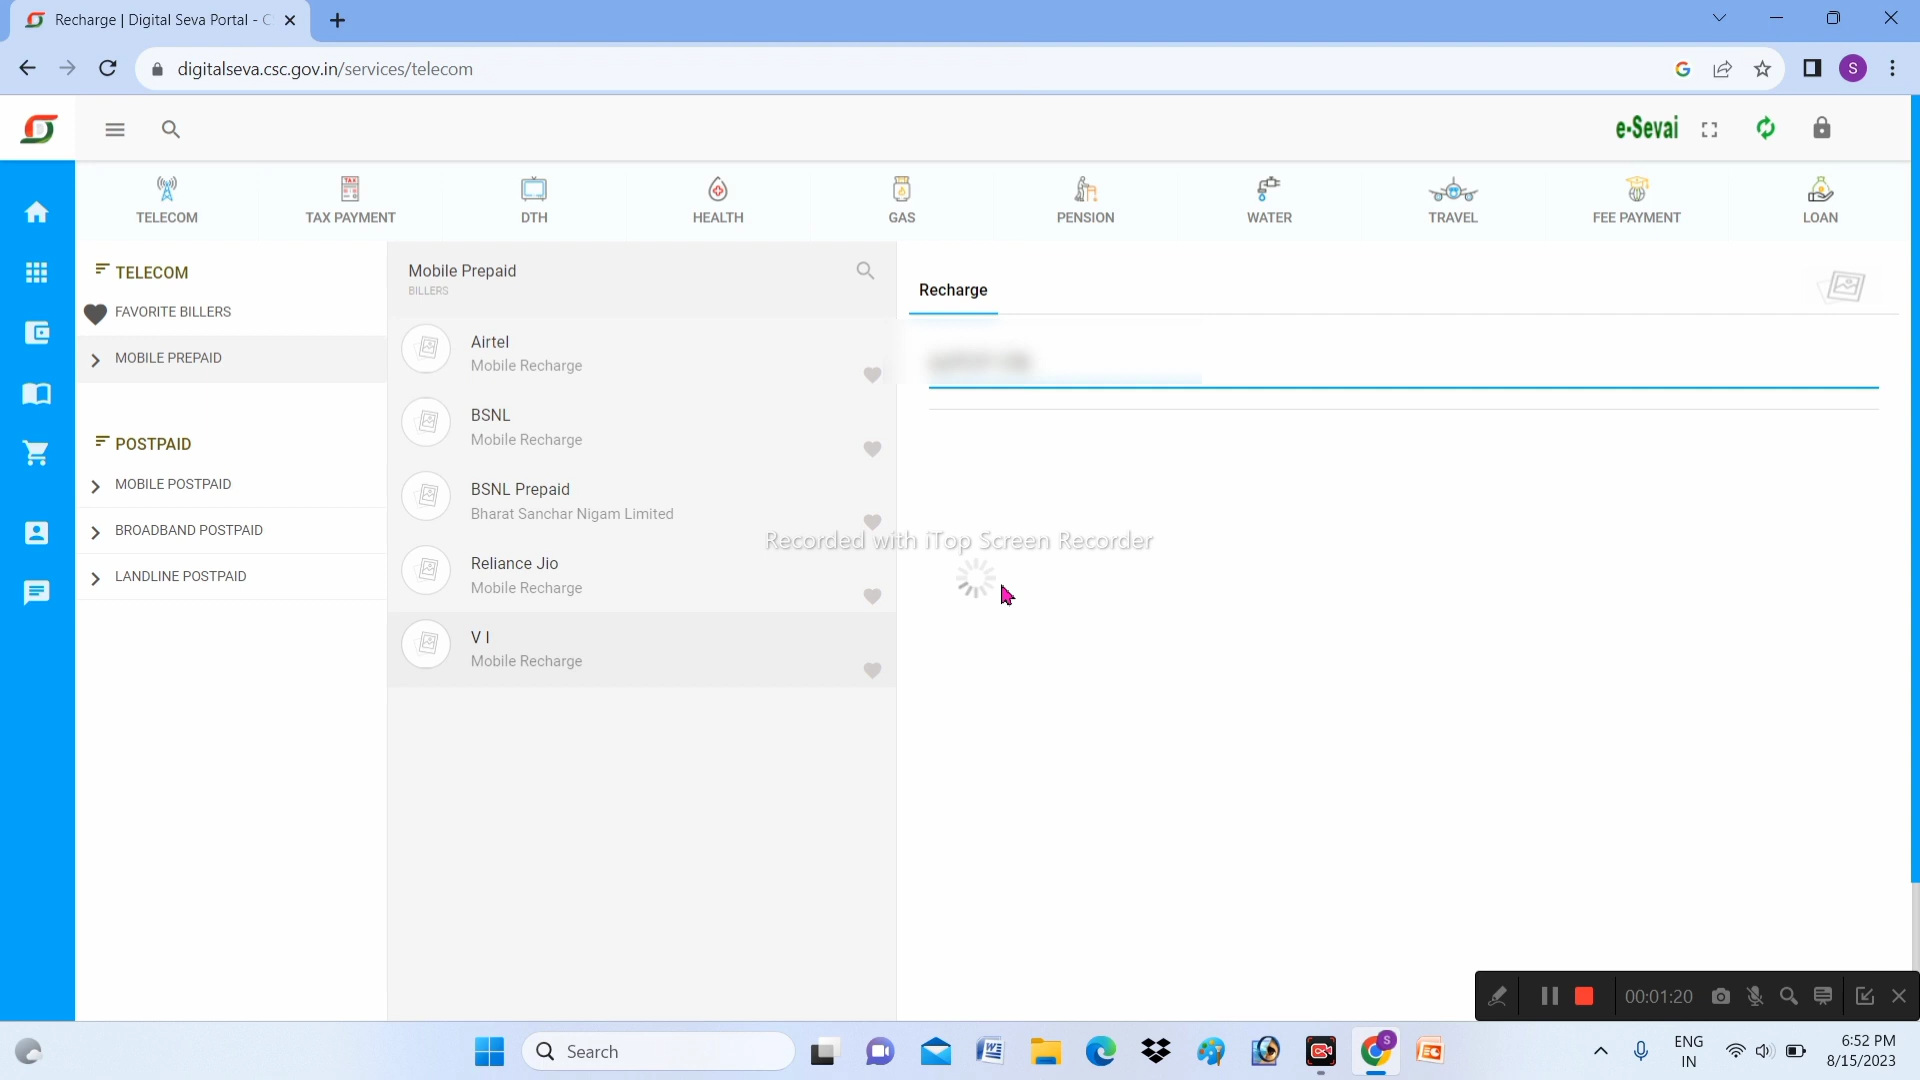 Recharge | Digital Seva Portal - C
digitalseva.csc.gov.in/services/telecom
S
e-Sevai
TELECOM
TAX PAYMENT
DTH
HEALTH
GAS
PENSION
WATER
TRAVEL
FEE PAYMENT
LOAN
TELECOM
FAVORITE BILLERS
MOBILE PREPAID
POSTPAID
MOBILE POSTPAID
BROADBAND POSTPAID
LANDLINE POSTPAID
Mobile Prepaid
BILLERS
Airtel
Mobile Recharge
BSNL
Mobile Recharge
BSNL Prepaid
Bharat Sanchar Nigam Limited
Reliance Jio
Mobile Recharge
V I
Mobile Recharge
Recharge
Recorded with iTop Screen Recorder
00:01:20
Search
ENG
IN
6:52 PM
8/15/2023